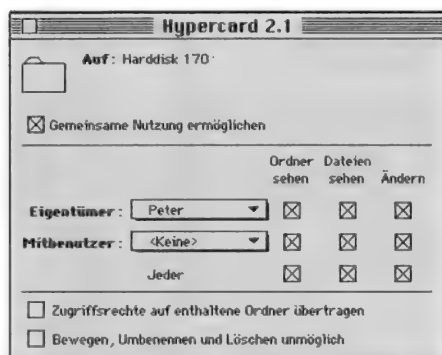 Hypercard 2.1
Auf: Harddisk 170
Gemeinsame Nutzung ermöglichen
Ordner sehen Dateien sehen Ändern
Eigentümer: Peter
Mitbenutzer: <Keine>
Jeder
Zugriffsrechte auf enthaltene Ordner übertragen
Bewegen, Umbenennen und Löschen unmöglich